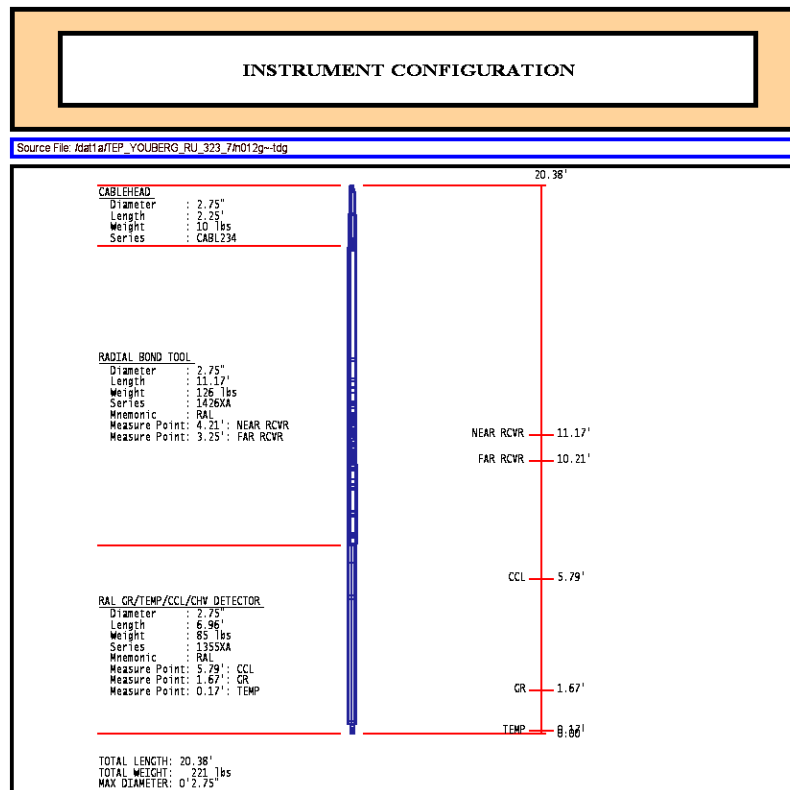 INSTRUMENT CONFIGURATION
Source File: /dat1a/TEP_YOUBERG_RU_323_7/n012g~-tdg
20.38'
CABLEHEAD
Diameter : 2.75"
Length : 2.25'
Weight : 10 lbs
Series : CABL234
RADIAL BOND TOOL
Diameter : 2.75"
Length : 11.17'
Weight : 126 lbs
Series : 1426XA
Mnemonic : RAL
Measure Point: 4.21': NEAR RCVR
Measure Point: 3.25': FAR RCVR
NEAR RCVR 11.17'
FAR RCVR 10.21'
CCL 5.79'
RAL GR/TEMP/CCL/CHV DETECTOR
Diameter : 2.75"
Length : 6.96'
Weight : 85 lbs
Series : 1355XA
Mnemonic : RAL
Measure Point: 5.79': CCL
Measure Point: 1.67': GR
Measure Point: 0.17': TEMP
GR 1.67'
TEMP 0.17'
0.00'
TOTAL LENGTH: 20.38'
TOTAL WEIGHT: 221 lbs
MAX DIAMETER: 0'2.75"